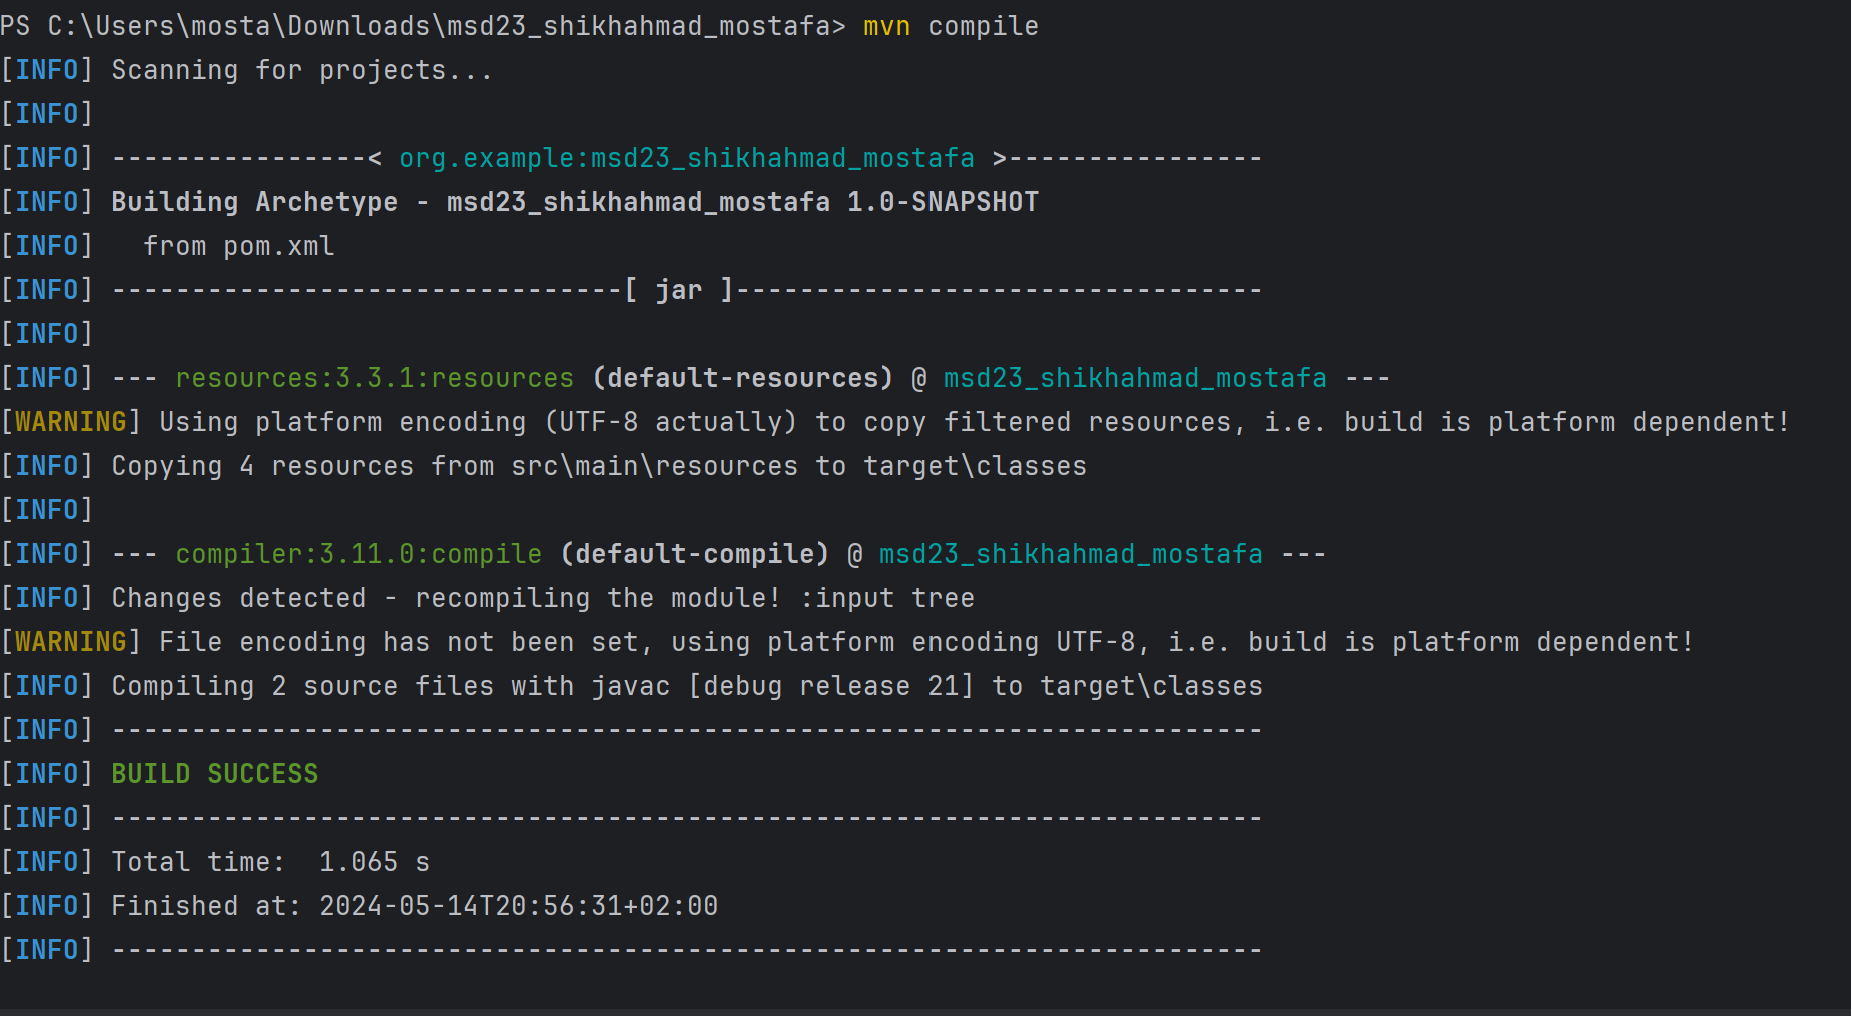 PS C:\Users\mosta\Downloads\msd23_shikhahmad_mostafa> mvn compile
[INFO] Scanning for projects...
[INFO]
[INFO] ----------------< org.example:msd23_shikhahmad_mostafa >----------------
[INFO] Building Archetype - msd23_shikhahmad_mostafa 1.0-SNAPSHOT
[INFO]   from pom.xml
[INFO] --------------------------------[ jar ]---------------------------------
[INFO]
[INFO] --- resources:3.3.1:resources (default-resources) @ msd23_shikhahmad_mostafa ---
[WARNING] Using platform encoding (UTF-8 actually) to copy filtered resources, i.e. build is platform dependent!
[INFO] Copying 4 resources from src\main\resources to target\classes
[INFO]
[INFO] --- compiler:3.11.0:compile (default-compile) @ msd23_shikhahmad_mostafa ---
[INFO] Changes detected - recompiling the module! :input tree
[WARNING] File encoding has not been set, using platform encoding UTF-8, i.e. build is platform dependent!
[INFO] Compiling 2 source files with javac [debug release 21] to target\classes
[INFO] ------------------------------------------------------------------------
[INFO] BUILD SUCCESS
[INFO] ------------------------------------------------------------------------
[INFO] Total time:  1.065 s
[INFO] Finished at: 2024-05-14T20:56:31+02:00
[INFO] ------------------------------------------------------------------------